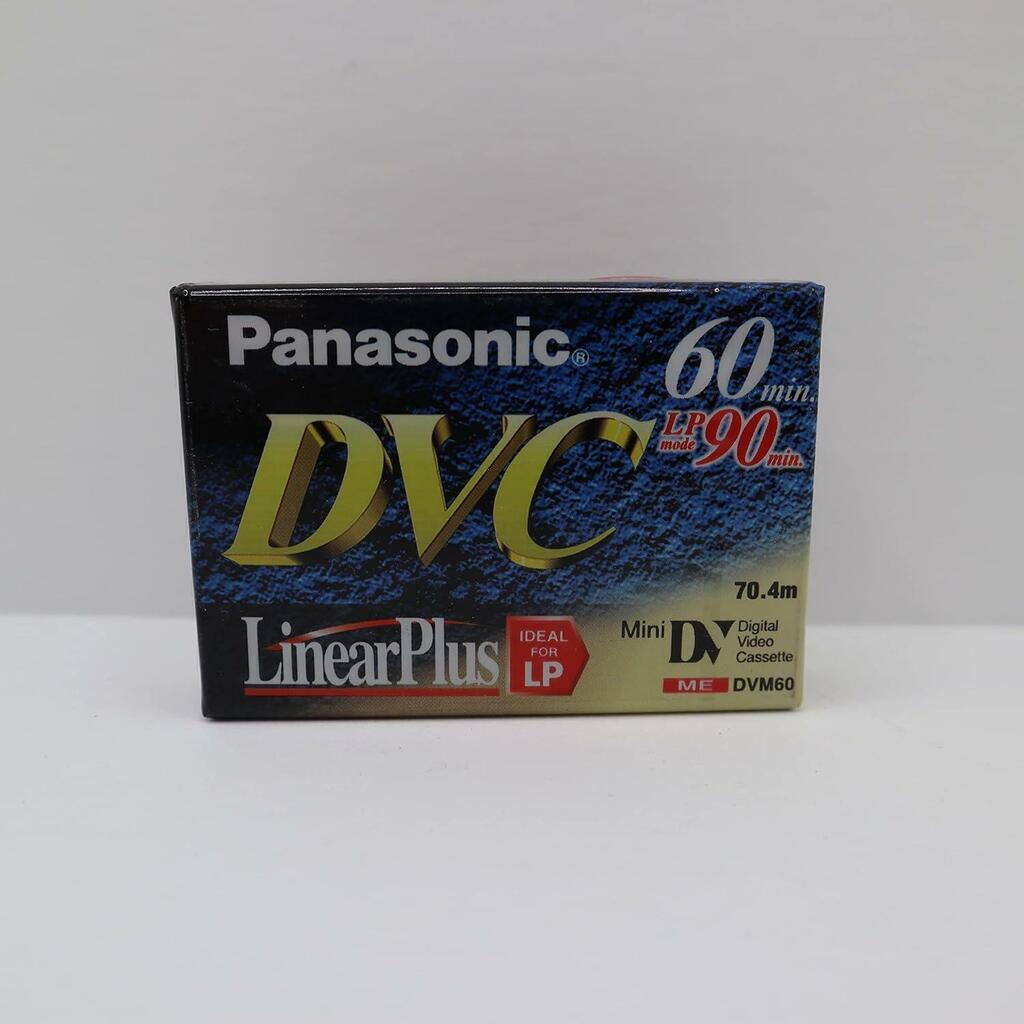 Panasonic®
60 min.
LP mode 90 min.
DVC
70.4m
LinearPlus
IDEAL
FOR
LP
Mini DV Digital
Video
Cassette
ME DVM60